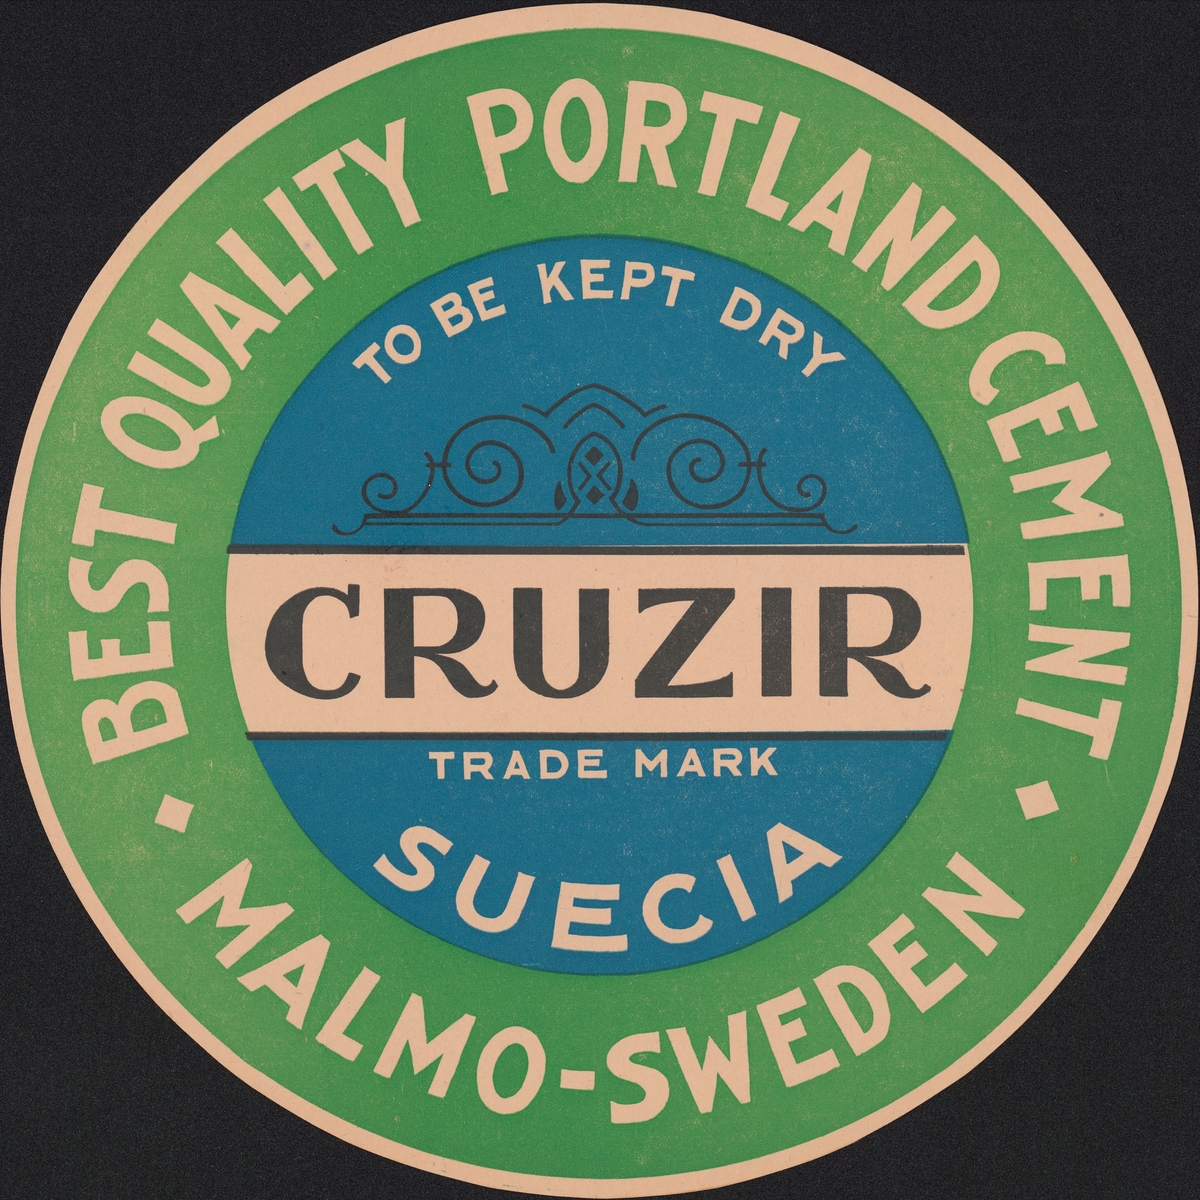 BEST QUALITY PORTLAND CEMENT
TO BE KEPT DRY
CRUZIR
TRADE MARK
SUECIA
MALMO-SWEDEN